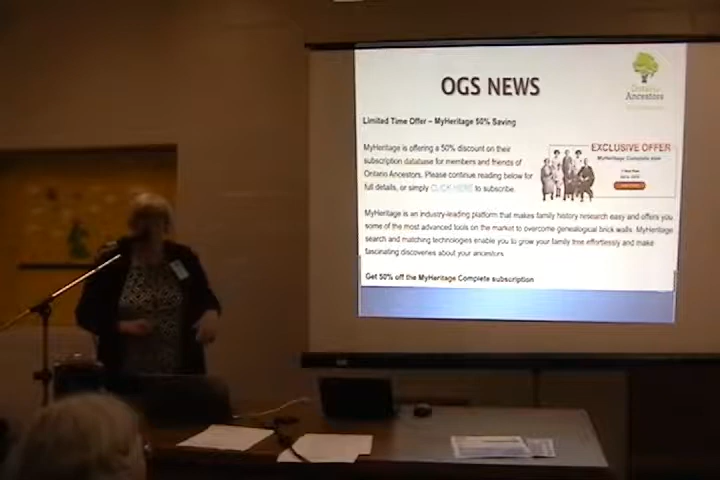 OGS NEWS
Ontario
Ancestors
Limited Time Offer – MyHeritage 50% Saving
MyHeritage is offering a 50% discount on their
subscription database for members and friends of
Ontario Ancestors. Please continue reading below for
full details, or simply CLICK HERE to subscribe.
EXCLUSIVE OFFER
MyHeritage Complete
MyHeritage is an industry-leading platform that makes family history research easy and offers you
some of the most advanced tools on the market to overcome genealogical brick walls. MyHeritage
search and matching technologies enable you to grow your family tree effortlessly and make
fascinating discoveries about your ancestors.
Get 50% off the MyHeritage Complete subscription